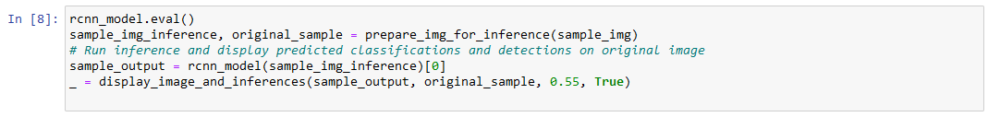 In [8]: rcnn_model.eval()
sample_img_inference, original_sample = prepare_img_for_inference(sample_img)
# Run inference and display predicted classifications and detections on original image
sample_output = rcnn_model(sample_img_inference)[0]
_ = display_image_and_inferences(sample_output, original_sample, 0.55, True)